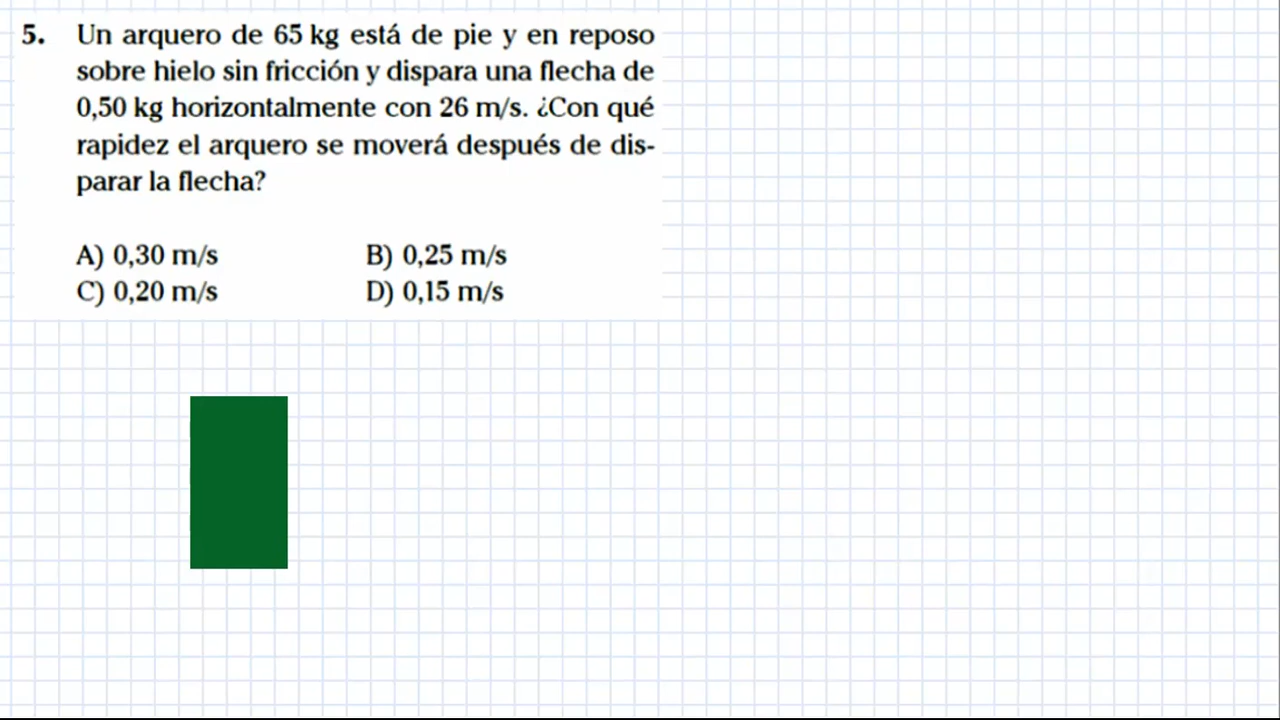 5. Un arquero de 65 kg está de pie y en reposo
sobre hielo sin fricción y dispara una flecha de
0,50 kg horizontalmente con 26 m/s. ¿Con qué
rapidez el arquero se moverá después de dis-
parar la flecha?
A) 0,30 m/s B) 0,25 m/s
C) 0,20 m/s D) 0,15 m/s